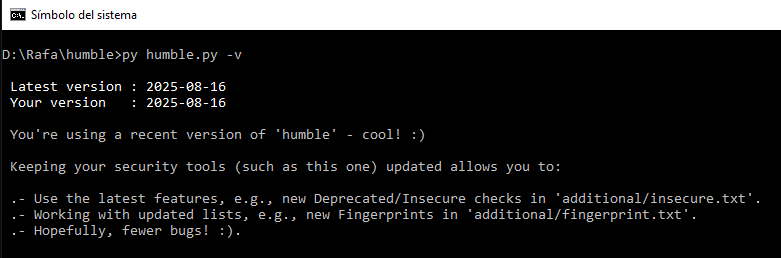 Símbolo del sistema
D:\Rafa\humble>py humble.py -v
Latest version : 2025-08-16
Your version   : 2025-08-16
You're using a recent version of 'humble' - cool! :)
Keeping your security tools (such as this one) updated allows you to:
.- Use the latest features, e.g., new Deprecated/Insecure checks in 'additional/insecure.txt'.
.- Working with updated lists, e.g., new Fingerprints in 'additional/fingerprint.txt'.
.- Hopefully, fewer bugs! :).